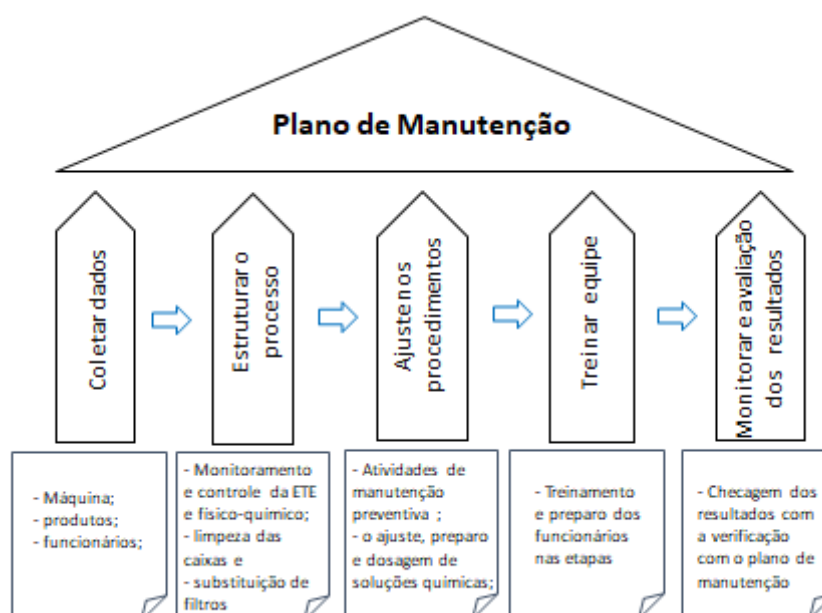 Plano de Manutenção
Coletar dados
Estruturar o
processo
Ajuste nos
procedimentos
Treinar equipe
Monitorar e avaliação
dos resultados
- Máquina;
- produtos;
- funcionários;
- Monitoramento
e controle da ETE
e físico-químico;
- limpeza das
caixas e
- substituição de
filtros
- Atividades de
manutenção
preventiva ;
- o ajuste, preparo
e dosagem de
soluções quimicas;
- Treinamento
e preparo dos
funcionários
nas etapas
- Checagem dos
resultados com
a verificação
com o plano de
manutenção